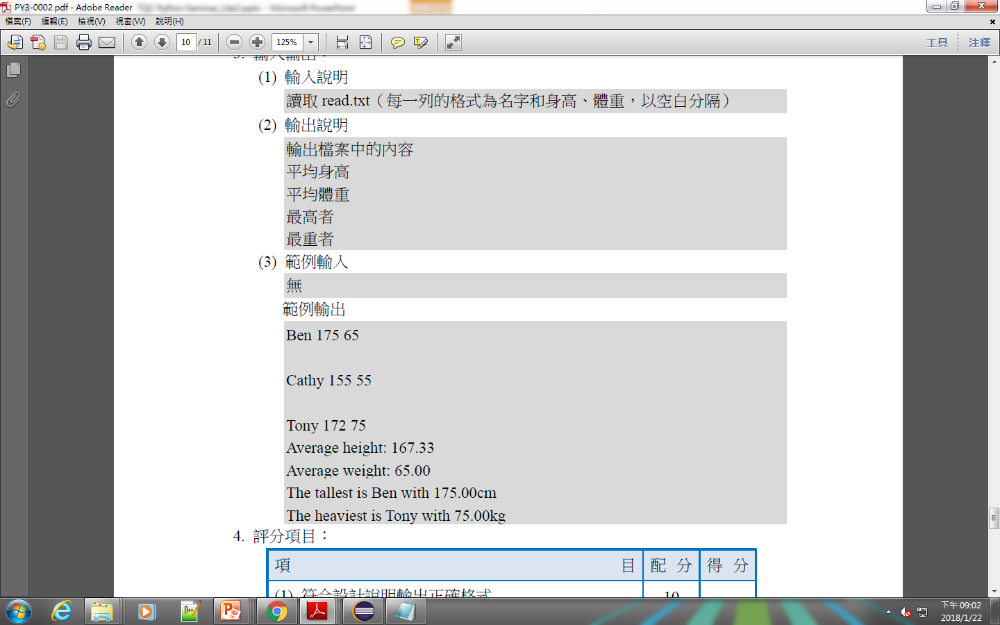 PY3-0002.pdf - Adobe Reader
檔案(F) 編輯(E) 檢視(V) 視窗(W) 說明(H)
10 / 11 125% 工具 注釋
3. 輸入輸出：
(1) 輸入說明
讀取 read.txt（每一列的格式為名字和身高、體重，以空白分隔）
(2) 輸出說明
輸出檔案中的內容
平均身高
平均體重
最高者
最重者
(3) 範例輸入
無
範例輸出
Ben 175 65
Cathy 155 55
Tony 172 75
Average height: 167.33
Average weight: 65.00
The tallest is Ben with 175.00cm
The heaviest is Tony with 75.00kg
4. 評分項目：
項 目 配 分 得 分
(1) 符合設計說明輸出正確格式 10
下午 09:02
2018/1/22